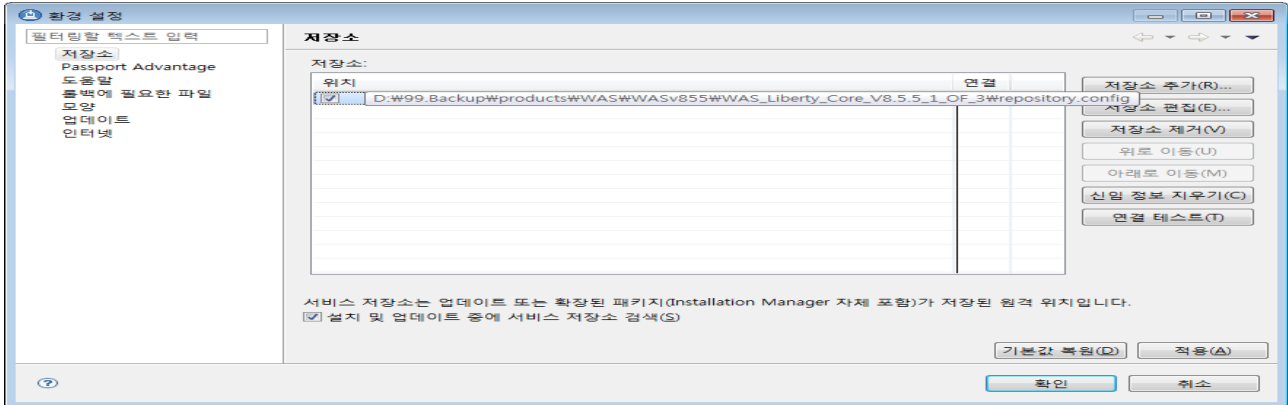 환경 설정
필터링할 텍스트 입력
저장소
Passport Advantage
도움말
롤백에 필요한 파일
모양
업데이트
인터넷
저장소
저장소:
위치 연결
D:₩99.Backup₩products₩WAS₩WASv855₩WAS_Liberty_Core_V8.5.5_1_OF_3₩repository.config
저장소 추가(R)...
저장소 편집(E)...
저장소 제거(V)
위로 이동(U)
아래로 이동(M)
신임 정보 지우기(C)
연결 테스트(T)
서비스 저장소는 업데이트 또는 확장된 패키지(Installation Manager 자체 포함)가 저장된 원격 위치입니다.
설치 및 업데이트 중에 서비스 저장소 검색(S)
기본값 복원(D) 적용(A)
확인 취소